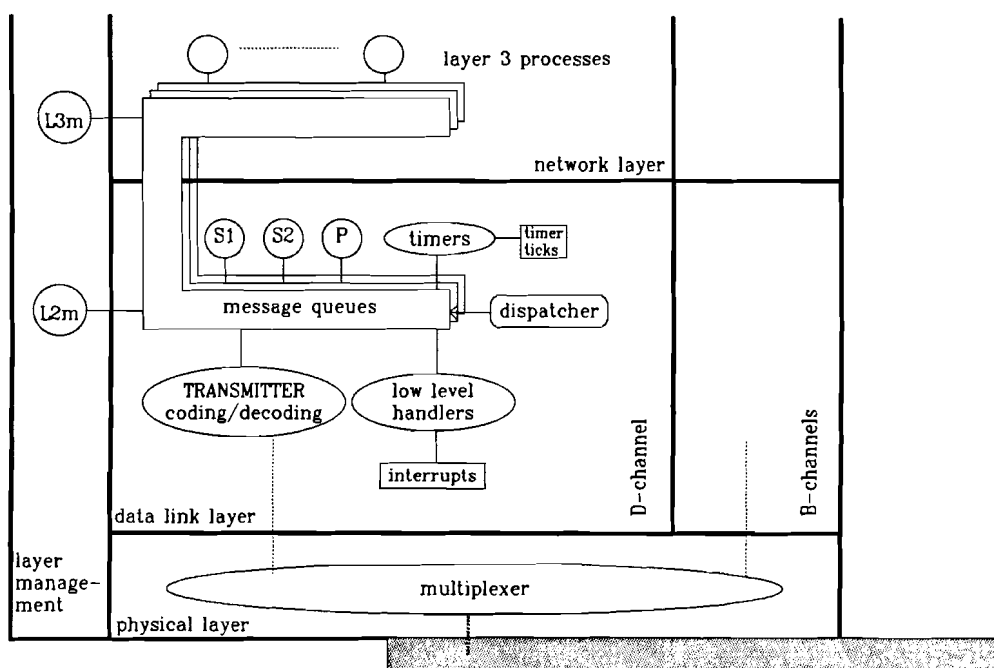 layer 3 processes
L3m
network layer
S1
S2
P
timers
timer
ticks
L2m
message queues
dispatcher
TRANSMITTER
coding/decoding
low level
handlers
interrupts
D-channel
B-channels
data link layer
layer
manage-
ment
multiplexer
physical layer